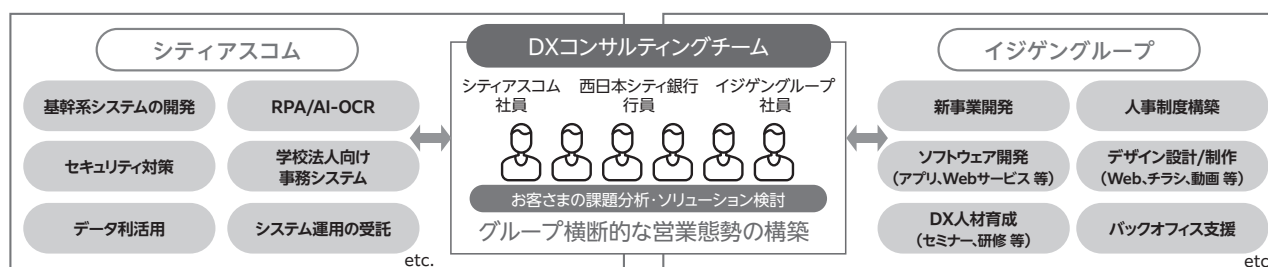 シティアスコム
基幹系システムの開発
RPA/AI-OCR
セキュリティ対策
学校法人向け
事務システム
データ利活用
システム運用の受託
etc.
DXコンサルティングチーム
シティアスコム
社員
西日本シティ銀行
行員
イジゲングループ
社員
お客さまの課題分析・ソリューション検討
グループ横断的な営業態勢の構築
イジゲングループ
新事業開発
人事制度構築
ソフトウェア開発
（アプリ、Webサービス 等）
デザイン設計/制作
（Web、チラシ、動画 等）
DX人材育成
（セミナー、研修 等）
バックオフィス支援
etc.